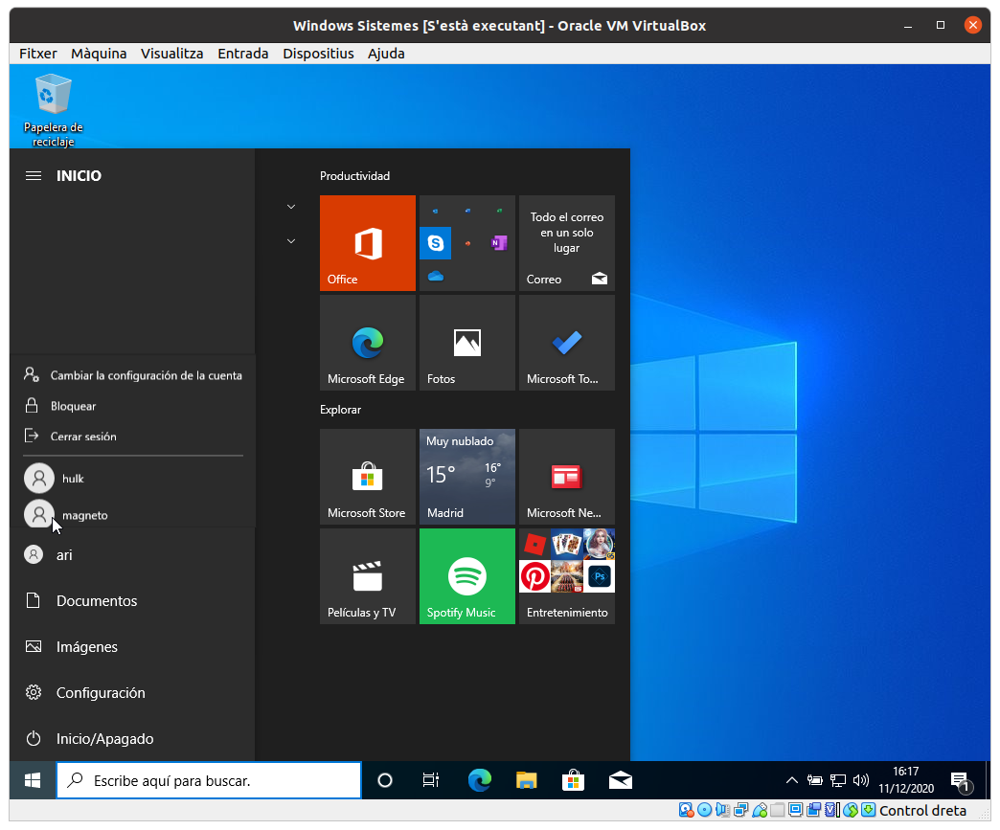 Windows Sistemes [S'està executant] - Oracle VM VirtualBox
Fitxer Màquina Visualitza Entrada Dispositius Ajuda
Papelera de
reciclaje
INICIO
Cambiar la configuración de la cuenta
Bloquear
Cerrar sesión
hulk
magneto
ari
Documentos
Imágenes
Configuración
Inicio/Apagado
Productividad
Office
Todo el correo
en un solo
lugar
Correo
Microsoft Edge
Fotos
Microsoft To...
Explorar
Microsoft Store
Muy nublado
15° 16°
9°
Madrid
Microsoft Ne...
Películas y TV
Spotify Music
Ps
Entretenimiento
Escribe aquí para buscar.
16:17
11/12/2020
1
Control dreta